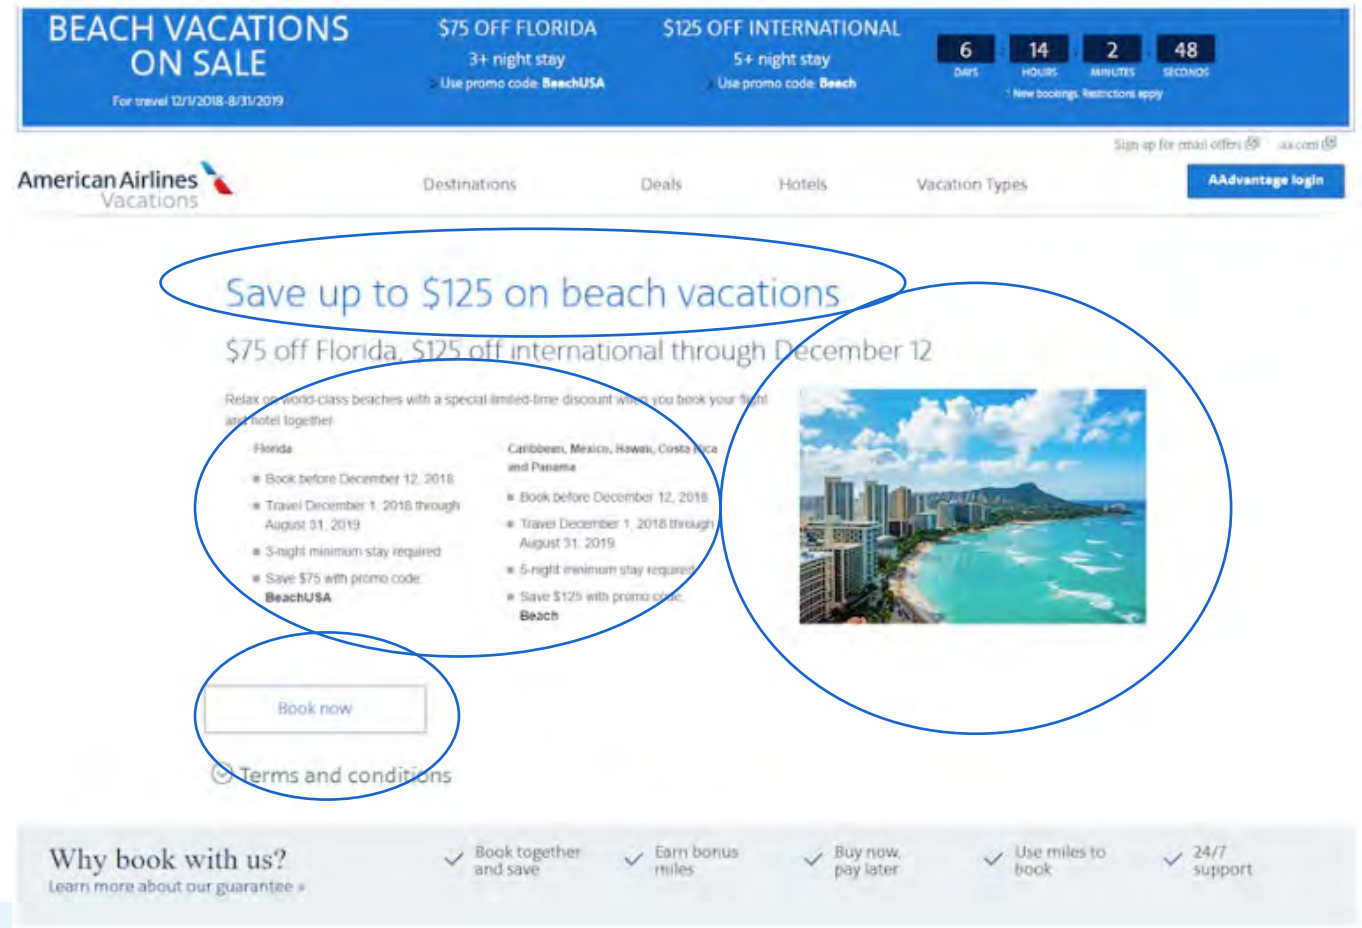 BEACH VACATIONS
ON SALE
For travel 12/1/2018-8/31/2019
$75 OFF FLORIDA
3+ night stay
> Use promo code: BeachUSA
$125 OFF INTERNATIONAL
5+ night stay
> Use promo code: Beach
6 : 14 : 2 : 48
DAYS HOURS MINUTES SECONDS
* New bookings. Restrictions apply
Sign up for email offers aa.com
American Airlines
Vacations
Destinations Deals Hotels Vacation Types
AAdvantage login
Save up to $125 on beach vacations
$75 off Florida, $125 off international through December 12
Relax on world-class beaches with a special limited-time discount when you book your flight
and hotel together.
Florida
Book before December 12, 2018
Travel December 1, 2018 through
August 31, 2019
3-night minimum stay required
Save $75 with promo code:
BeachUSA
Caribbean, Mexico, Hawaii, Costa Rica
and Panama
Book before December 12, 2018
Travel December 1, 2018 through
August 31, 2019
5-night minimum stay required
Save $125 with promo code:
Beach
Book now
Terms and conditions
Why book with us?
Learn more about our guarantee »
Book together
and save
Earn bonus
miles
Buy now,
pay later
Use miles to
book
24/7
support